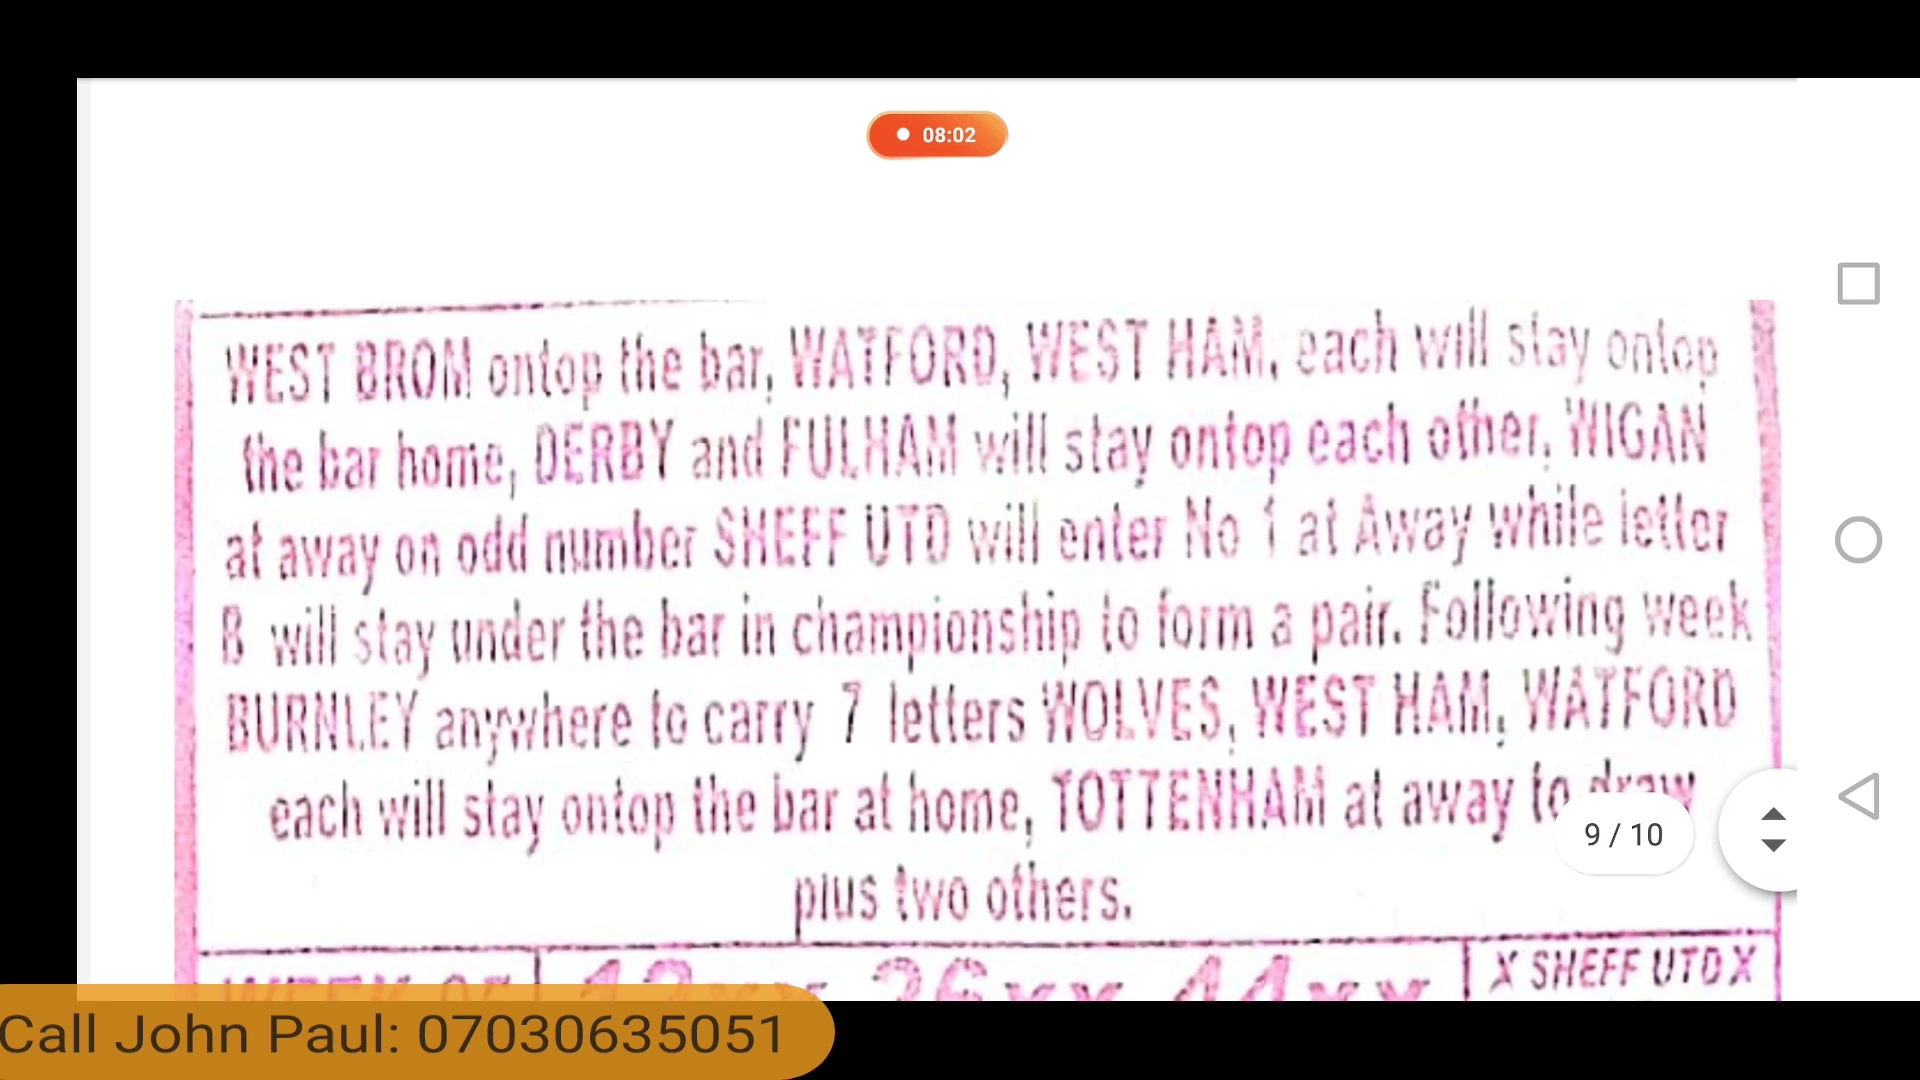 08:02
WEST BROM ontop the bar, WATFORD, WEST HAM, each will stay ontop
the bar home, DERBY and FULHAM will stay ontop each other, WIGAN
at away on odd number SHEFF UTD will enter No 1 at Away while letter
B will stay under the bar in championship to form a pair. Following week
BURNLEY anywhere to carry 7 letters WOLVES, WEST HAM, WATFORD
each will stay ontop the bar at home, TOTTENHAM at away to draw
plus two others.
9 / 10
X SHEFF UTD X
Call John Paul: 07030635051